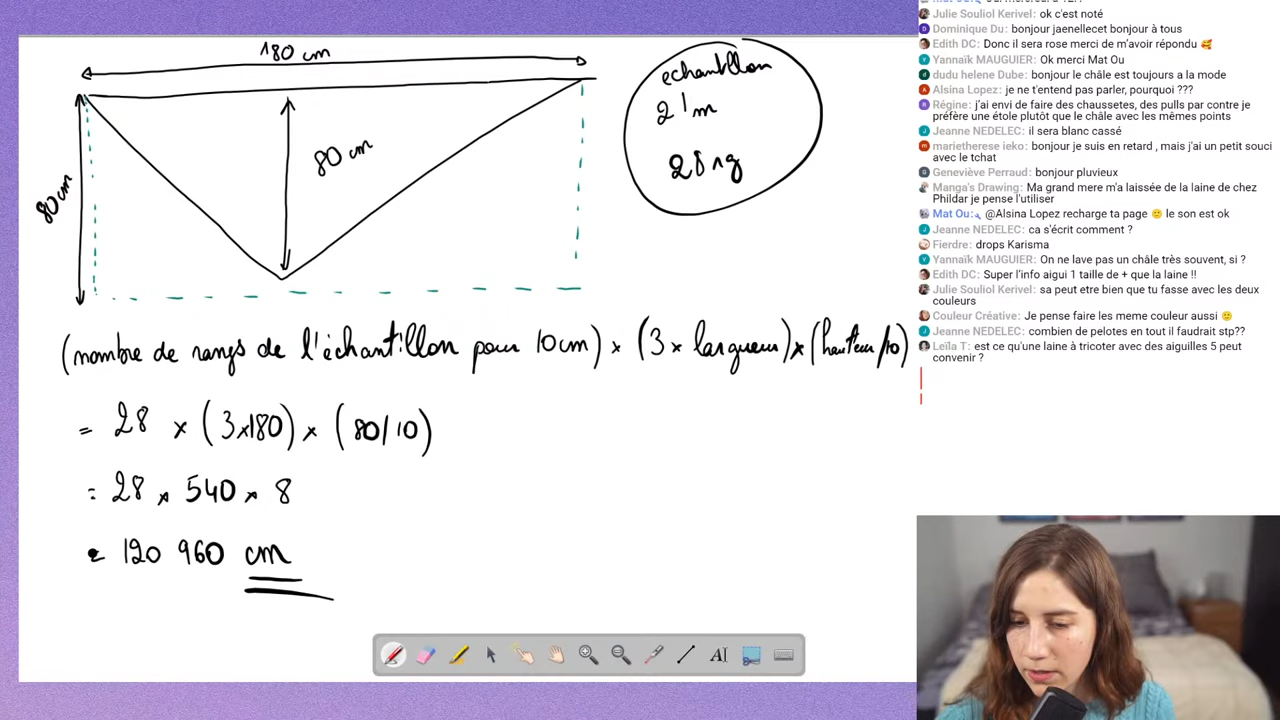 180 cm
80 cm
80 cm
echantillon
21 m
28 rg
(nombre de rangs de l'échantillon pour 10 cm) × (3 × largueur) × (hauteur/10)
= 28 × (3×180) × (80/10)
= 28 × 540 × 8
= 120 960 cm
AI
Julie Souliol Kerivel: ok c'est noté
Dominique Du: bonjour jaenellecet bonjour à tous
Edith DC: Donc il sera rose merci de m'avoir répondu 🥰
Yannaïk MAUGUIER: Ok merci Mat Ou
dudu helene Dube: bonjour le châle est toujours a la mode
Alsina Lopez: je ne t'entend pas parler, pourquoi ???
Régine: j'ai envi de faire des chaussetes, des pulls par contre je
préfère une étole plutôt que le châle avec les mêmes points
Jeanne NEDELEC: il sera blanc cassé
marietherese ieko: bonjour je suis en retard , mais j'ai un petit souci
avec le tchat
Geneviève Perraud: bonjour pluvieux
Manga's Drawing: Ma grand mere m'a laissée de la laine de chez
Phildar je pense l'utiliser
Mat Ou: @Alsina Lopez recharge ta page 🙂 le son est ok
Jeanne NEDELEC: ca s'écrit comment ?
Fierdre: drops Karisma
Yannaïk MAUGUIER: On ne lave pas un châle très souvent, si ?
Edith DC: Super l'info aigui 1 taille de + que la laine !!
Julie Souliol Kerivel: sa peut etre bien que tu fasse avec les deux
couleurs
Couleur Créative: Je pense faire les meme couleur aussi 🙂
Jeanne NEDELEC: combien de pelotes en tout il faudrait stp??
Leïla T: est ce qu'une laine à tricoter avec des aiguilles 5 peut
convenir ?